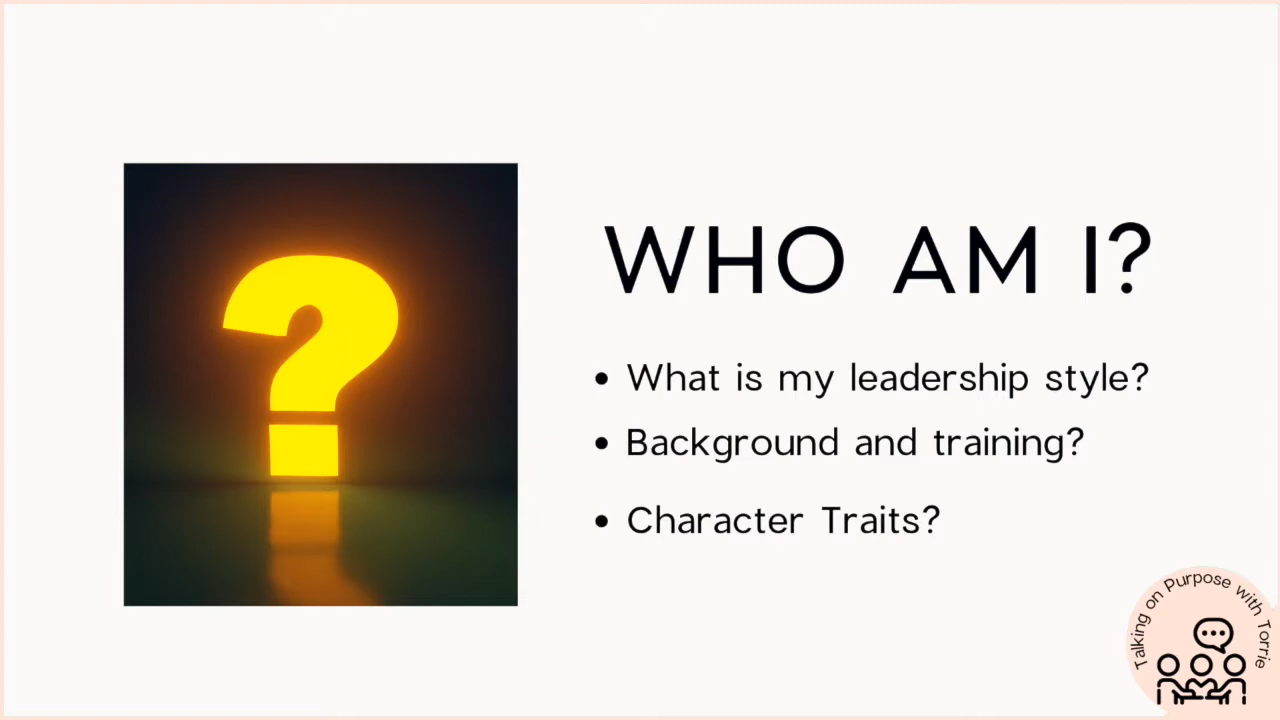 WHO AM I?
What is my leadership style?
Background and training?
Character Traits?
Talking on Purpose with Torrie